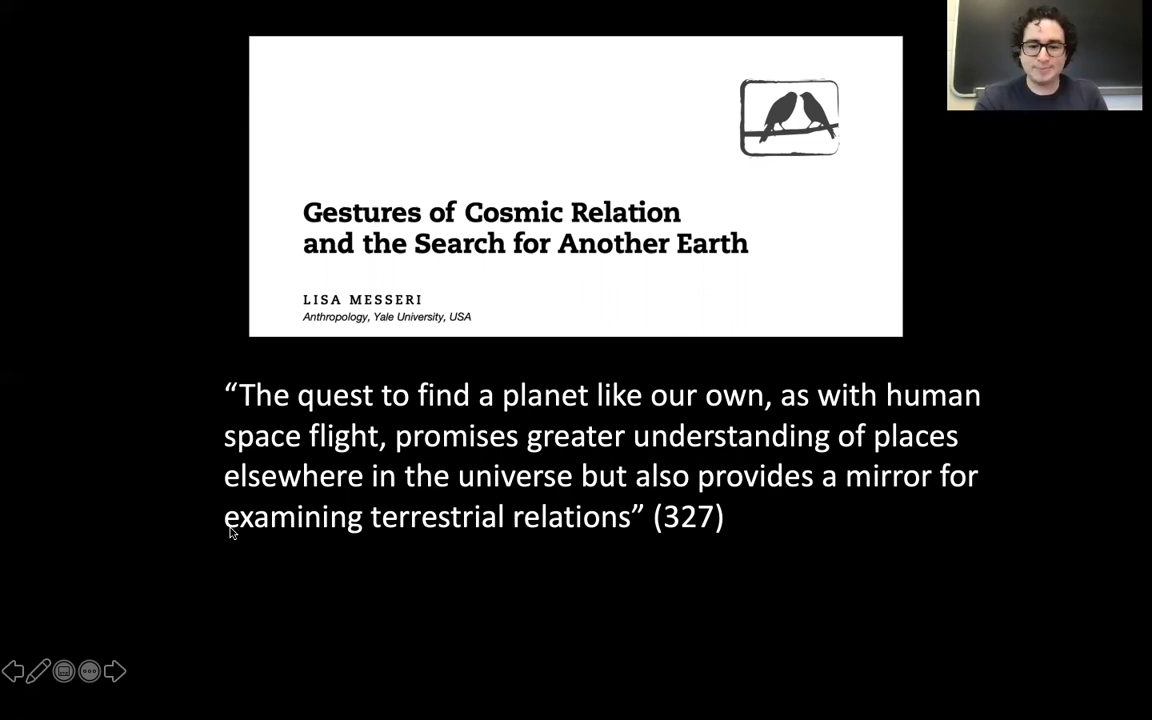 Gestures of Cosmic Relation
and the Search for Another Earth
LISA MESSERI
Anthropology, Yale University, USA
“The quest to find a planet like our own, as with human
space flight, promises greater understanding of places
elsewhere in the universe but also provides a mirror for
examining terrestrial relations” (327)